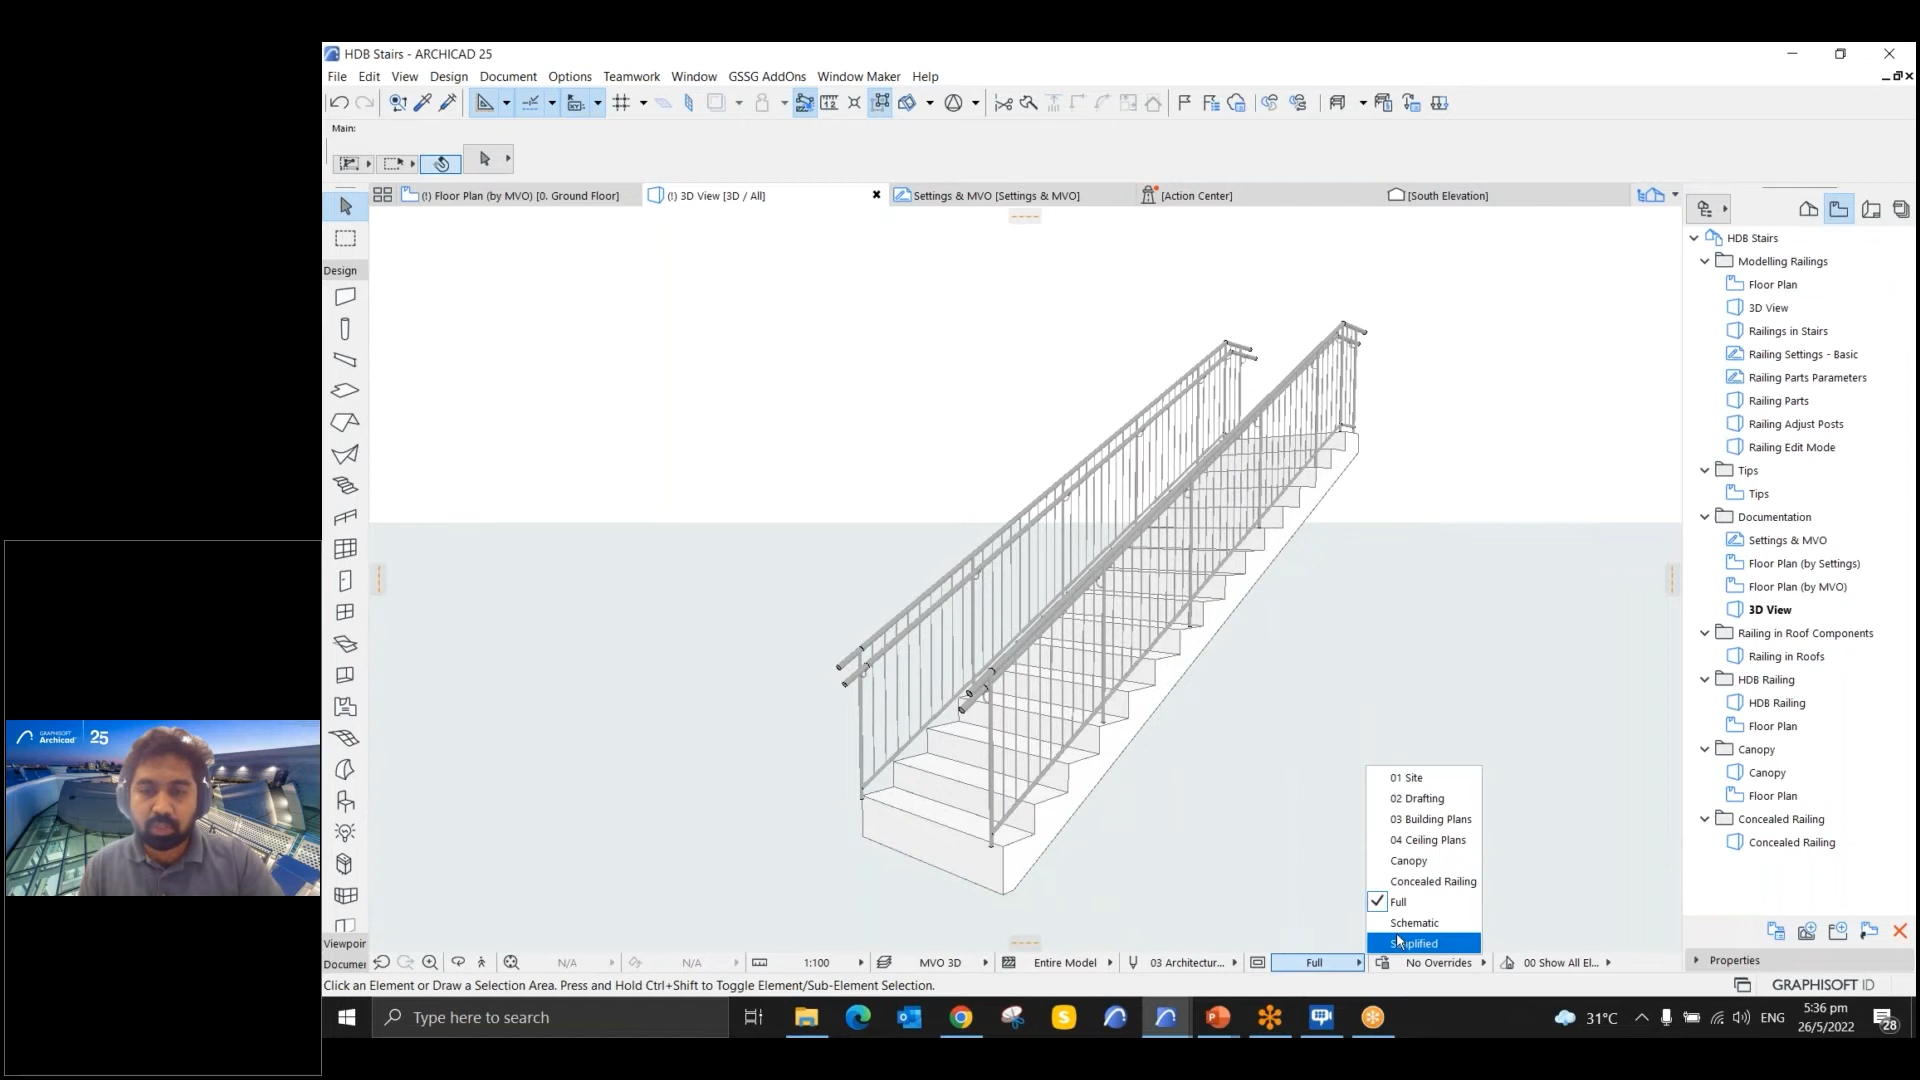 HDB Stairs - ARCHICAD 25
File Edit View Design Document Options Teamwork Window GSSG AddOns Window Maker Help
Main:
(!) Floor Plan (by MVO) [0. Ground Floor]
(!) 3D View [3D / All]
Settings & MVO [Settings & MVO]
[Action Center]
[South Elevation]
Design
Viewpoir
Documer
HDB Stairs
Modelling Railings
Floor Plan
3D View
Railings in Stairs
Railing Settings - Basic
Railing Parts Parameters
Railing Parts
Railing Adjust Posts
Railing Edit Mode
Tips
Tips
Documentation
Settings & MVO
Floor Plan (by Settings)
Floor Plan (by MVO)
3D View
Railing in Roof Components
Railing in Roofs
HDB Railing
HDB Railing
Floor Plan
Canopy
Canopy
Floor Plan
Concealed Railing
Concealed Railing
Properties
GRAPHISOFT
Archicad 25
01 Site
02 Drafting
03 Building Plans
04 Ceiling Plans
Canopy
Concealed Railing
Full
Schematic
Simplified
N/A N/A 1:100 MVO 3D Entire Model 03 Architectur... Full No Overrides 00 Show All El...
Click an Element or Draw a Selection Area. Press and Hold Ctrl+Shift to Toggle Element/Sub-Element Selection.
GRAPHISOFT ID
Type here to search
31°C
ENG
5:36 pm
26/5/2022
28